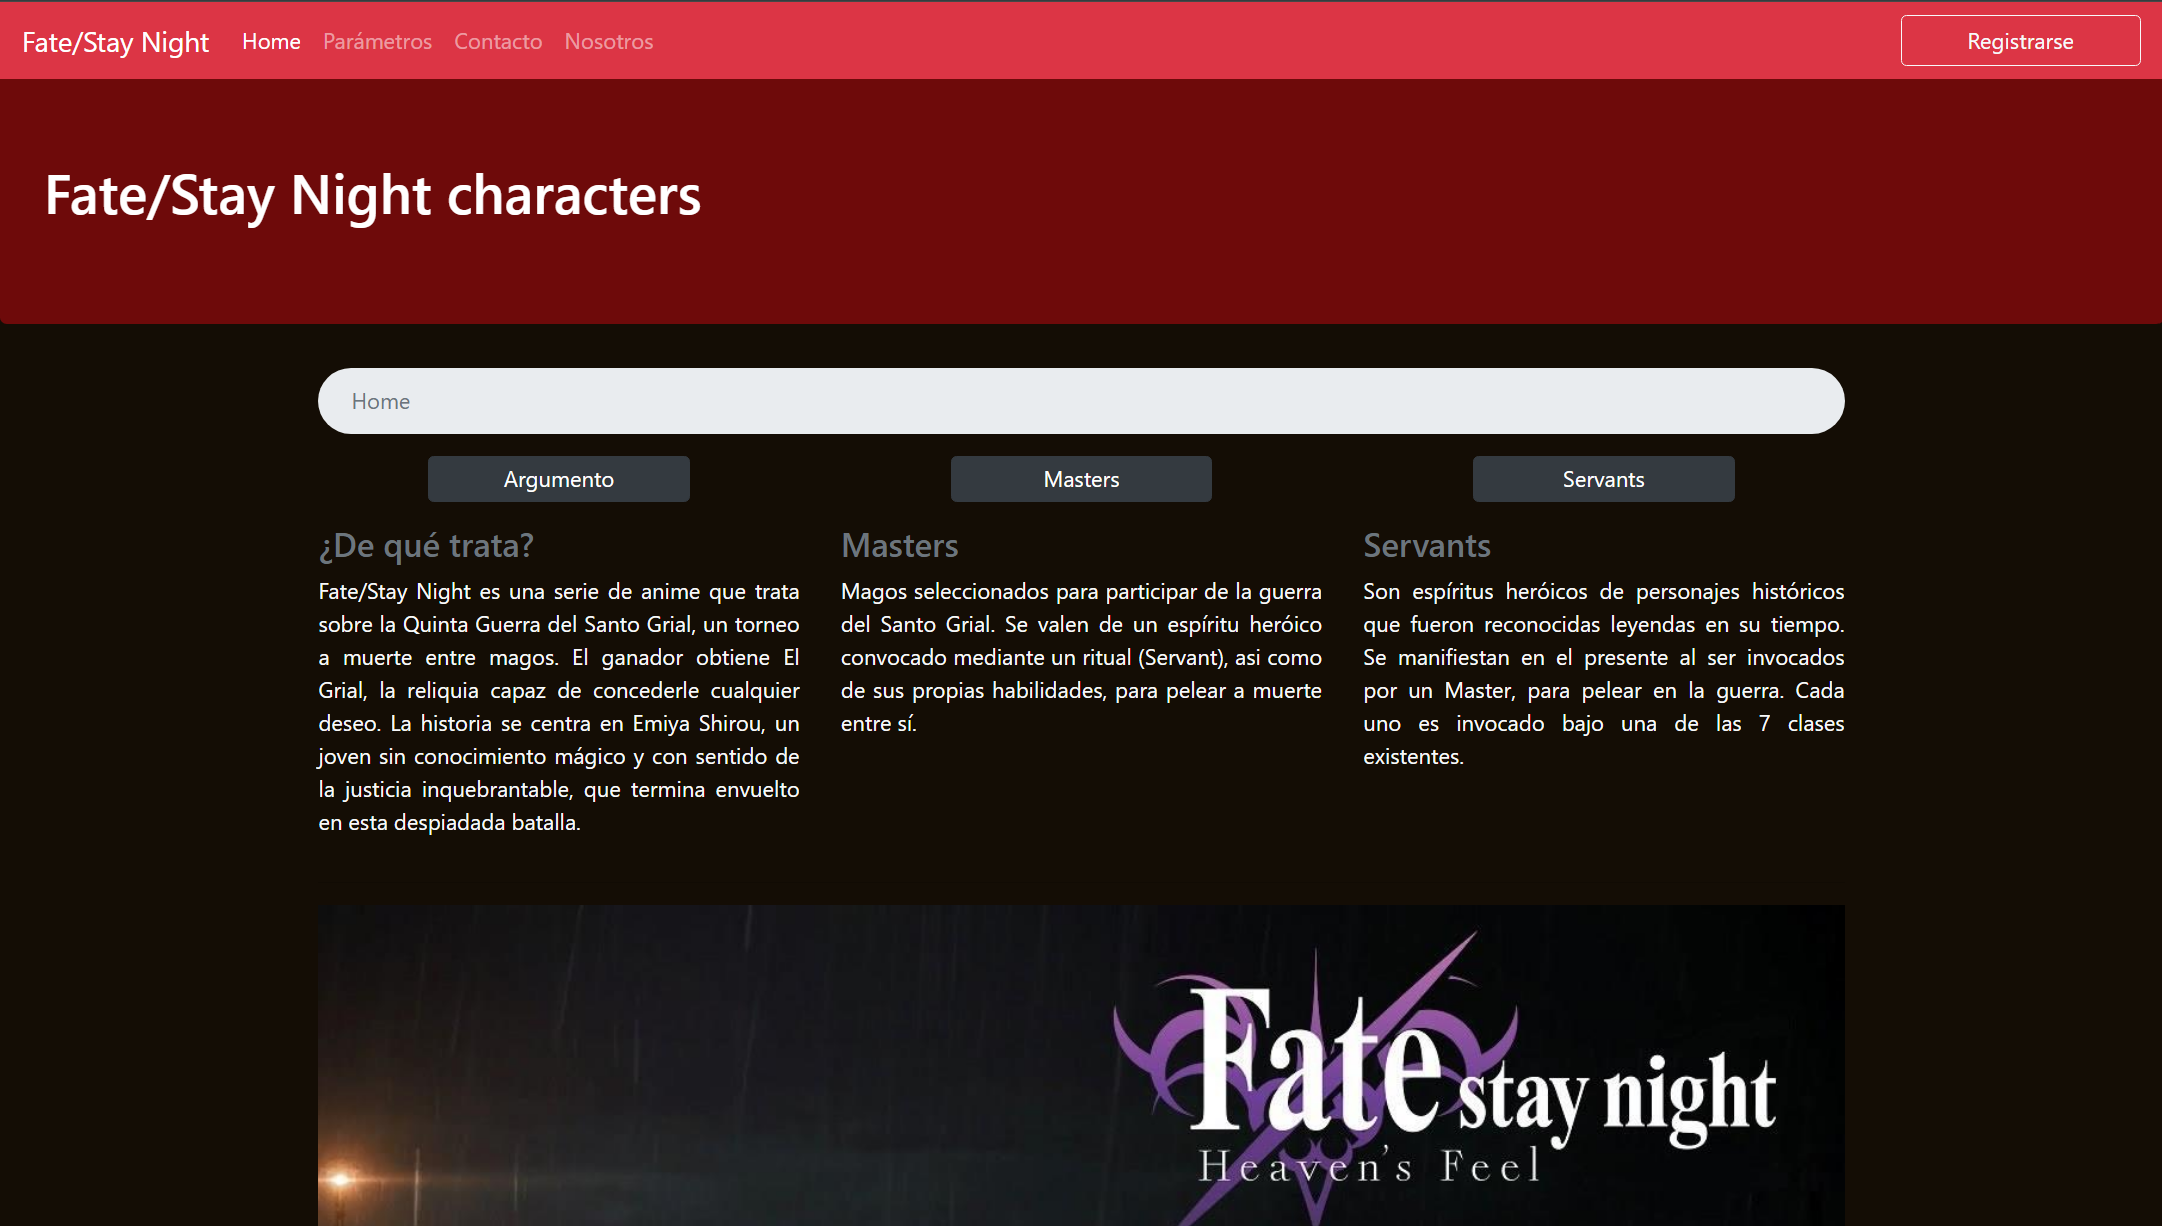 Fate/Stay Night Home Parámetros Contacto Nosotros Registrarse
Fate/Stay Night characters
Home
Argumento
Masters
Servants
¿De qué trata?
Fate/Stay Night es una serie de anime que trata
sobre la Quinta Guerra del Santo Grial, un torneo
a muerte entre magos. El ganador obtiene El
Grial, la reliquia capaz de concederle cualquier
deseo. La historia se centra en Emiya Shirou, un
joven sin conocimiento mágico y con sentido de
la justicia inquebrantable, que termina envuelto
en esta despiadada batalla.
Masters
Magos seleccionados para participar de la guerra
del Santo Grial. Se valen de un espíritu heróico
convocado mediante un ritual (Servant), asi como
de sus propias habilidades, para pelear a muerte
entre sí.
Servants
Son espíritus heróicos de personajes históricos
que fueron reconocidas leyendas en su tiempo.
Se manifiestan en el presente al ser invocados
por un Master, para pelear en la guerra. Cada
uno es invocado bajo una de las 7 clases
existentes.
Fate stay night
Heaven's Feel